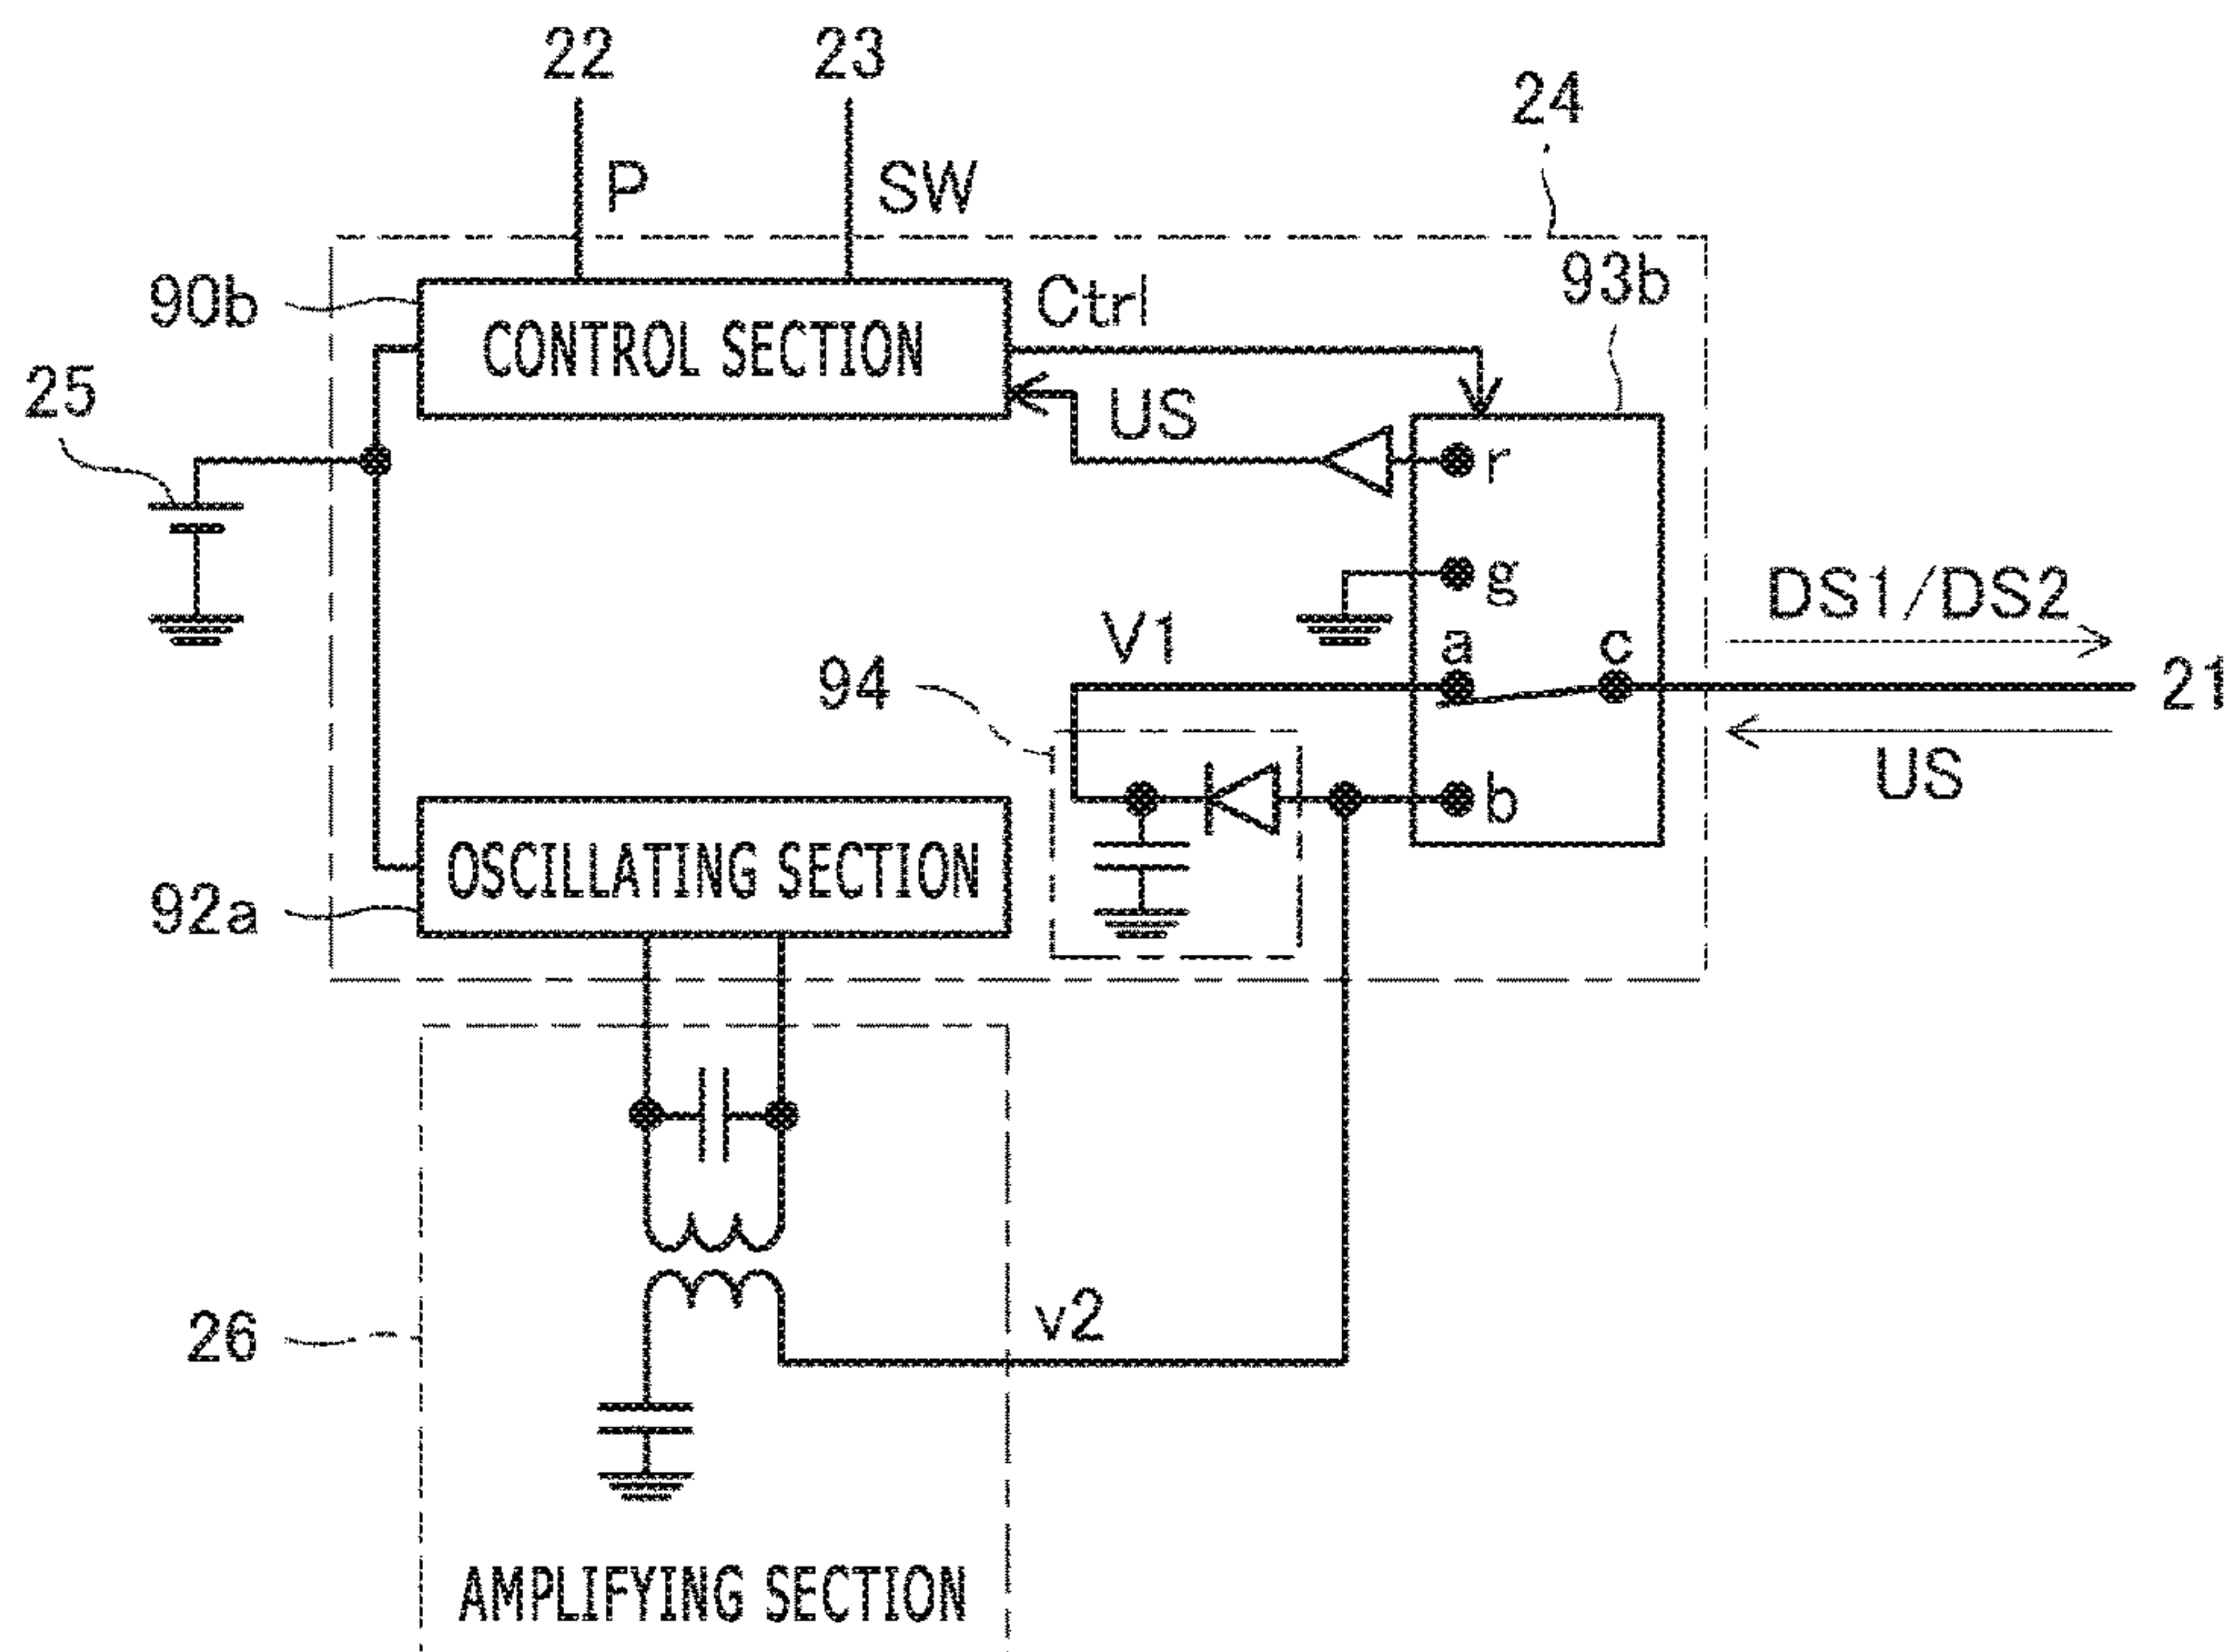 22
23
24
P
SW
93b
90b
CONTROL SECTION
Ctrl
25
US
r
g
DS1/DS2
V1
a
c
94
21
US
b
OSCILLATING SECTION
92a
v2
26
AMPLIFYING SECTION